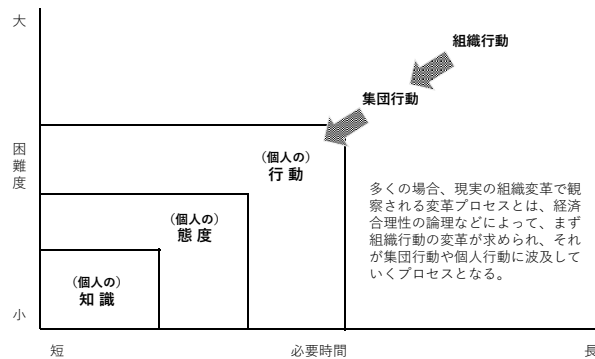 大
組織行動
集団行動
困難度
（個人の）
行 動
多くの場合、現実の組織変革で観
察される変革プロセスとは、経済
合理性の論理などによって、まず
組織行動の変革が求められ、それ
が集団行動や個人行動に波及して
いくプロセスとなる。
（個人の）
態 度
（個人の）
知 識
小
短
必要時間
長